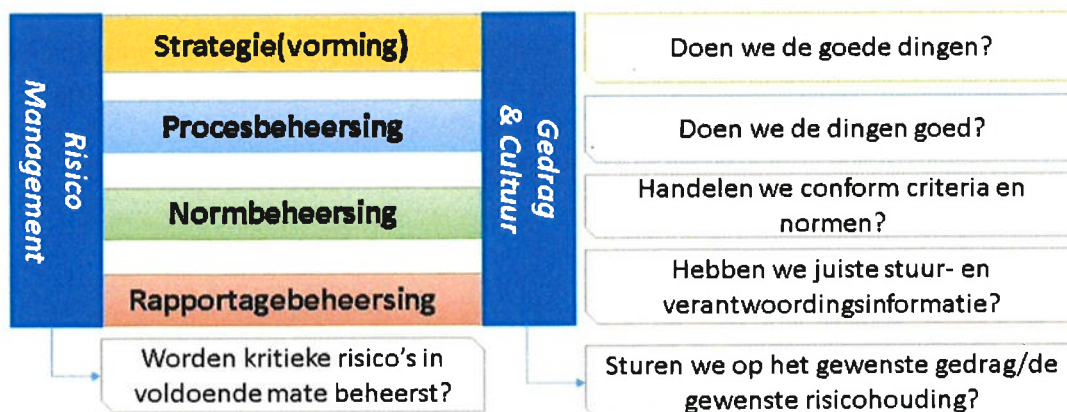 Risico
Management
Strategie(vorming)
Procesbeheersing
Normbeheersing
Rapportagebeheersing
Gedrag
& Cultuur
Doen we de goede dingen?
Doen we de dingen goed?
Handelen we conform criteria en
normen?
Hebben we juiste stuur- en
verantwoordingsinformatie?
Worden kritieke risico's in
voldoende mate beheerst?
Sturen we op het gewenste gedrag/de
gewenste risicohouding?